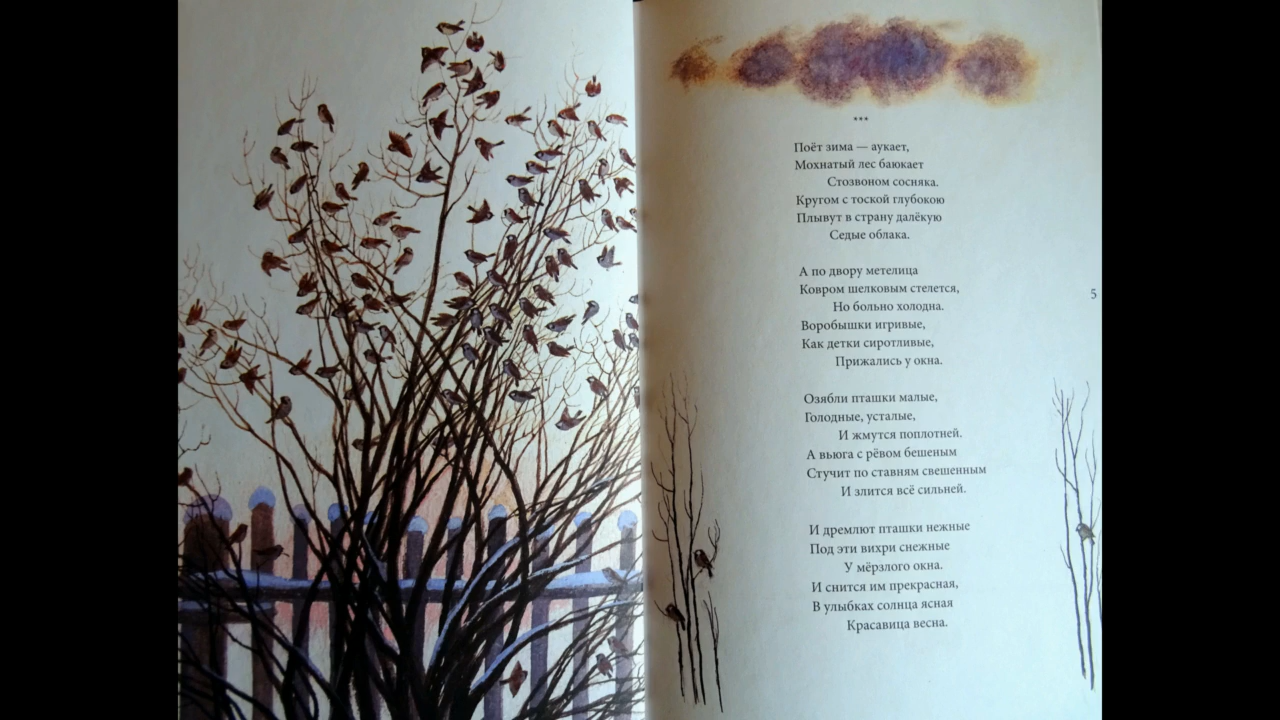 ***
Поёт зима — аукает,
Мохнатый лес баюкает
Стозвоном сосняка.
Кругом с тоской глубокою
Плывут в страну далёкую
Седые облака.
А по двору метелица
Ковром шелковым стелется,
Но больно холодна.
Воробышки игривые,
Как детки сиротливые,
Прижались у окна.
Озябли пташки малые,
Голодные, усталые,
И жмутся поплотней.
А вьюга с рёвом бешеным
Стучит по ставням свешенным
И злится всё сильней.
И дремлют пташки нежные
Под эти вихри снежные
У мёрзлого окна.
И снится им прекрасная,
В улыбках солнца ясная
Красавица весна.
5